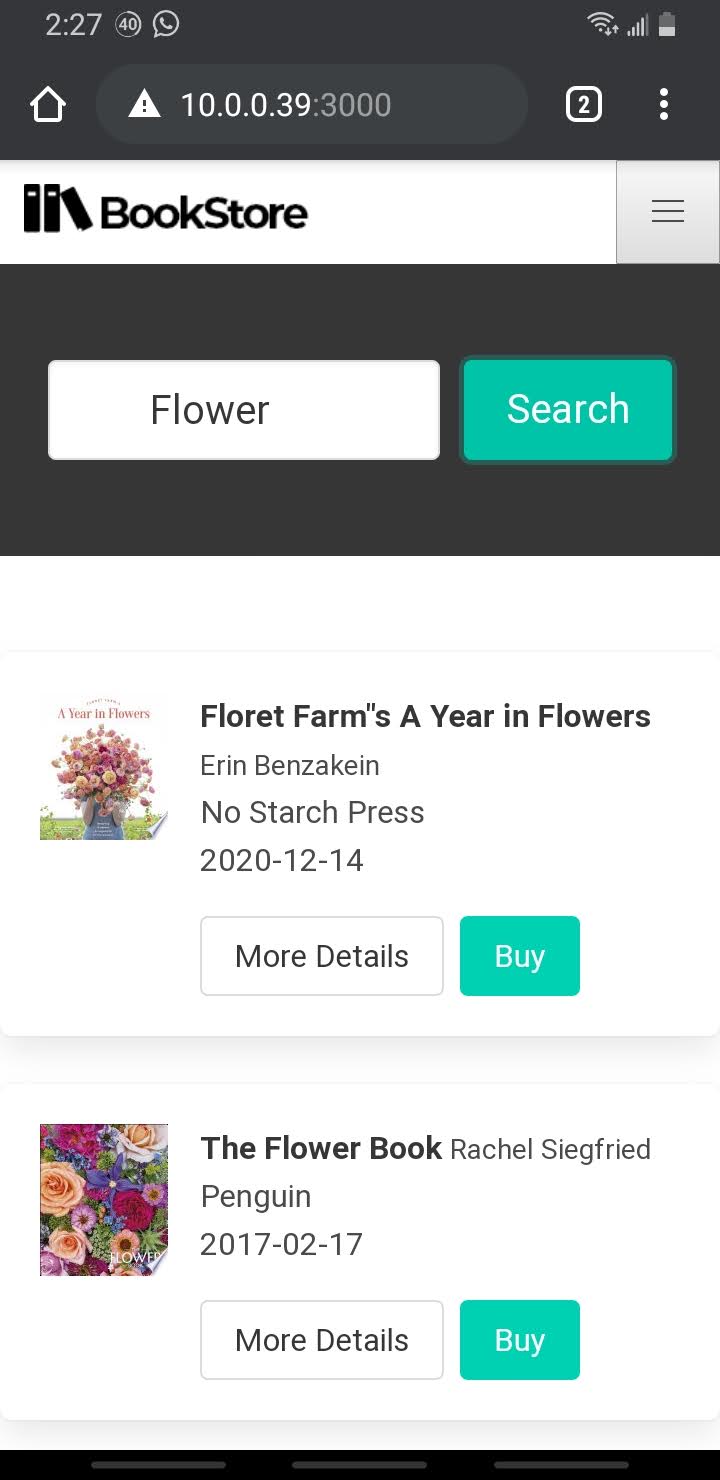 2:27 40
10.0.0.39:3000 2
BookStore
Flower Search
A Year in Flowers
Floret Farm"s A Year in Flowers
Erin Benzakein
No Starch Press
2020-12-14
More Details Buy
The Flower Book Rachel Siegfried
Penguin
2017-02-17
FLOWER
More Details Buy